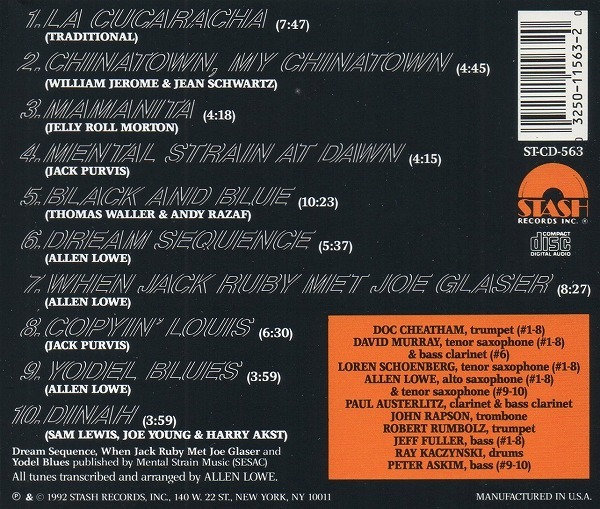 1. LA CUCARACHA (7:47)
(TRADITIONAL)
2. CHINATOWN, MY CHINATOWN (4:45)
(WILLIAM JEROME & JEAN SCHWARTZ)
3. MAMANITA (4:18)
(JELLY ROLL MORTON)
4. MENTAL STRAIN AT DAWN (4:15)
(JACK PURVIS)
5. BLACK AND BLUE (10:23)
(THOMAS WALLER & ANDY RAZAF)
6. DREAM SEQUENCE (5:37)
(ALLEN LOWE)
7. WHEN JACK RUBY MET JOE GLASER (8:27)
(ALLEN LOWE)
8. COPYIN' LOUIS (6:30)
(JACK PURVIS)
9. YODEL BLUES (3:59)
(ALLEN LOWE)
10. DINAH (3:59)
(SAM LEWIS, JOE YOUNG & HARRY AKST)
Dream Sequence, When Jack Ruby Met Joe Glaser and
Yodel Blues published by Mental Strain Music (SESAC)
All tunes transcribed and arranged by ALLEN LOWE.
℗ & © 1992 STASH RECORDS, INC., 140 W. 22 ST., NEW YORK, NY 10011
0 3250-11563-2 0
ST-CD-563
STASH
RECORDS INC. ®
COMPACT
disc
DIGITAL AUDIO
DOC CHEATHAM, trumpet (#1-8)
DAVID MURRAY, tenor saxophone (#1-8)
& bass clarinet (#6)
LOREN SCHOENBERG, tenor saxophone (#1-8)
ALLEN LOWE, alto saxophone (#1-8)
& tenor saxophone (#9-10)
PAUL AUSTERLITZ, clarinet & bass clarinet
JOHN RAPSON, trombone
ROBERT RUMBOLZ, trumpet
JEFF FULLER, bass (#1-8)
RAY KACZYNSKI, drums
PETER ASKIM, bass (#9-10)
MANUFACTURED IN U.S.A.